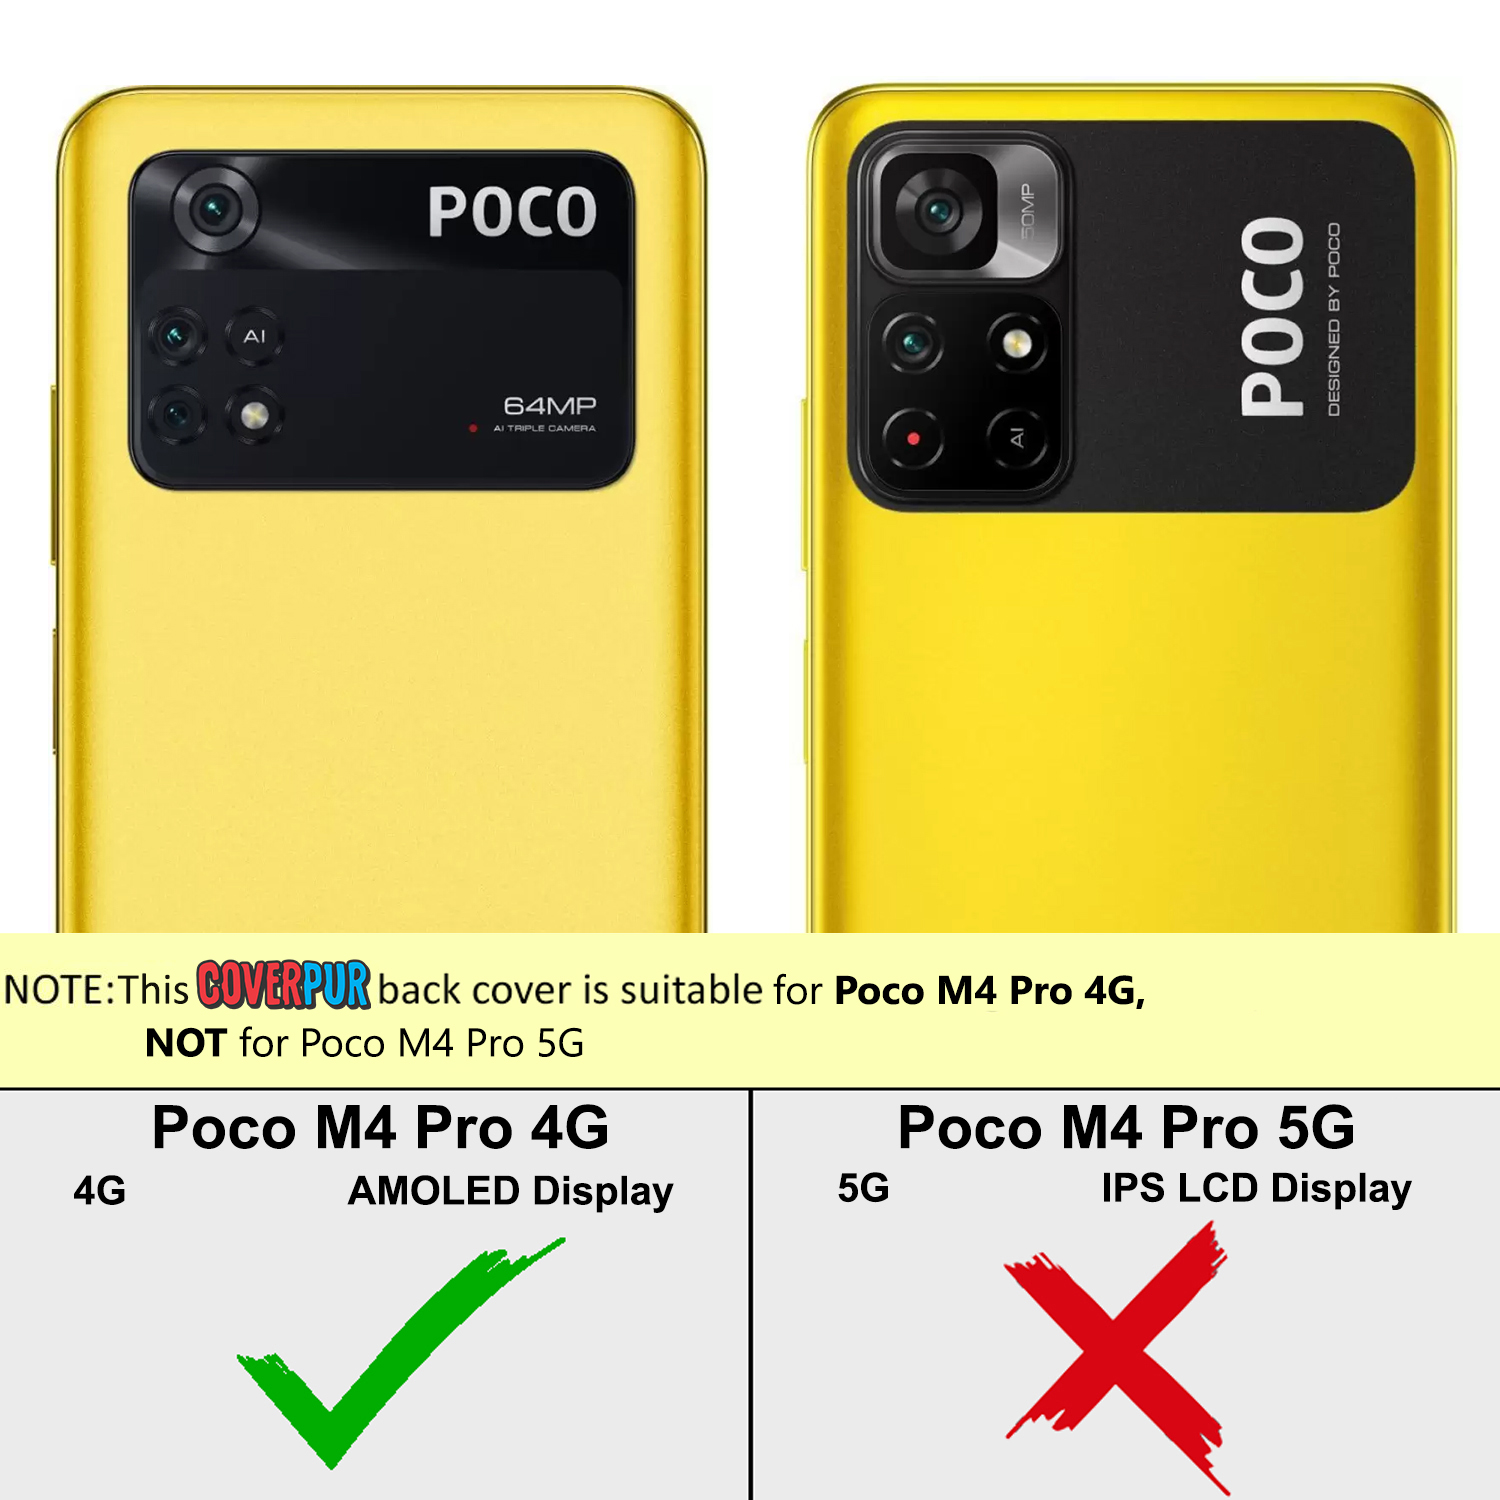 POCO
AI
64MP
AI TRIPLE CAMERA
50MP
AI
POCO
DESIGNED BY POCO
NOTE:This COVERPUR back cover is suitable for Poco M4 Pro 4G,
NOT for Poco M4 Pro 5G
Poco M4 Pro 4G
4G AMOLED Display
Poco M4 Pro 5G
5G IPS LCD Display